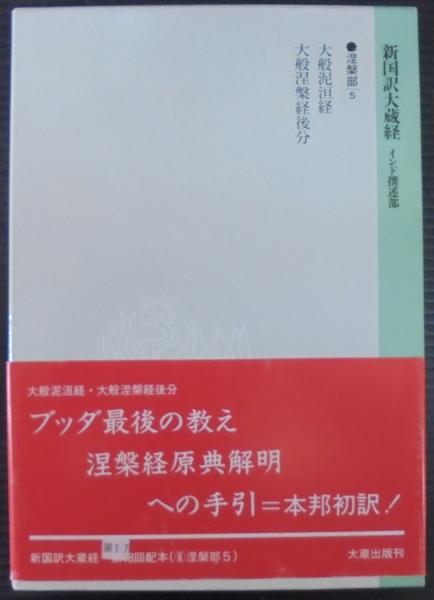 新国訳大蔵経 インド撰述部
●涅槃部 5
大般泥洹経
大般涅槃経後分
大般泥洹経・大般涅槃経後分
ブッダ最後の教え
涅槃経原典解明
への手引=本邦初訳!
新国訳大蔵経 第17 8回配本(⑥涅槃部5)
大蔵出版刊